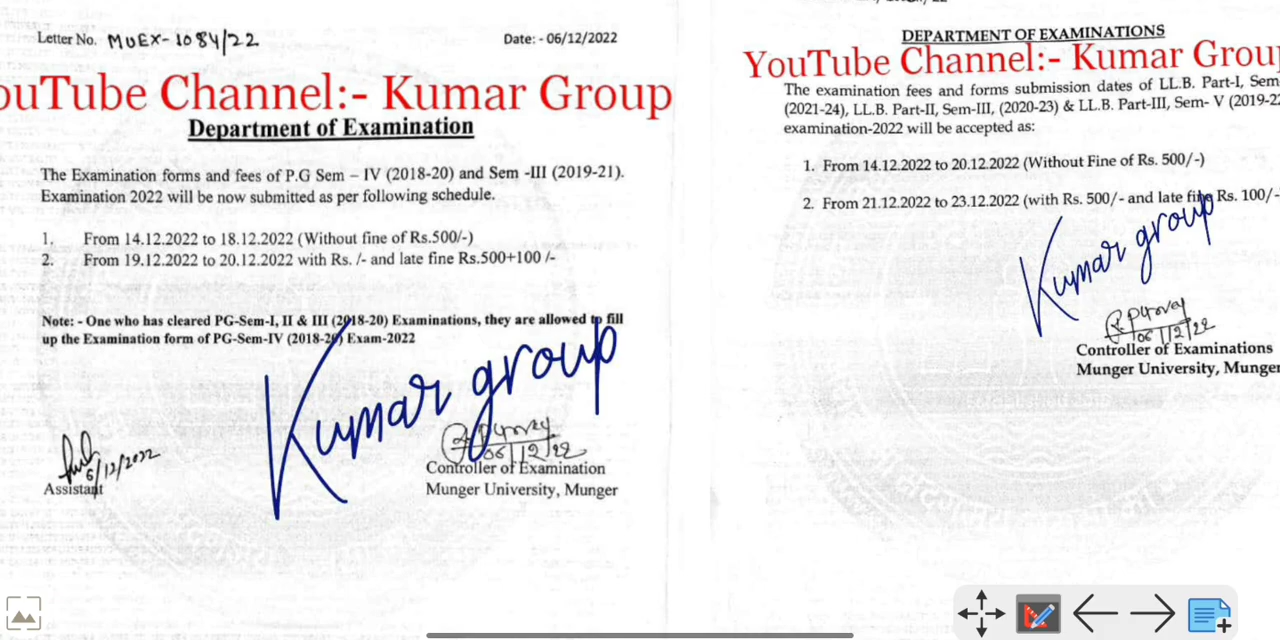 Letter No. MUEX-1084/22
Date: - 06/12/2022
ouTube Channel:- Kumar Group
Department of Examination
The Examination forms and fees of P.G Sem – IV (2018-20) and Sem -III (2019-21).
Examination 2022 will be now submitted as per following schedule.
1. From 14.12.2022 to 18.12.2022 (Without fine of Rs.500/-)
2. From 19.12.2022 to 20.12.2022 with Rs. /- and late fine Rs.500+100 /-
Note: - One who has cleared PG-Sem-I, II & III (2018-20) Examinations, they are allowed to fill
up the Examination form of PG-Sem-IV (2018-20) Exam-2022
Kumar group
6/12/2022
Assistant
06/12/22
Controller of Examination
Munger University, Munger
DEPARTMENT OF EXAMINATIONS
YouTube Channel:- Kumar Group
The examination fees and forms submission dates of LL.B. Part-I, Sem-
(2021-24), LL.B. Part-II, Sem-III, (2020-23) & LL.B. Part-III, Sem- V (2019-22
examination-2022 will be accepted as:
1. From 14.12.2022 to 20.12.2022 (Without Fine of Rs. 500/-)
2. From 21.12.2022 to 23.12.2022 (with Rs. 500/- and late fine Rs. 100/-
Kumar group
06/12/22
Controller of Examinations
Munger University, Munger